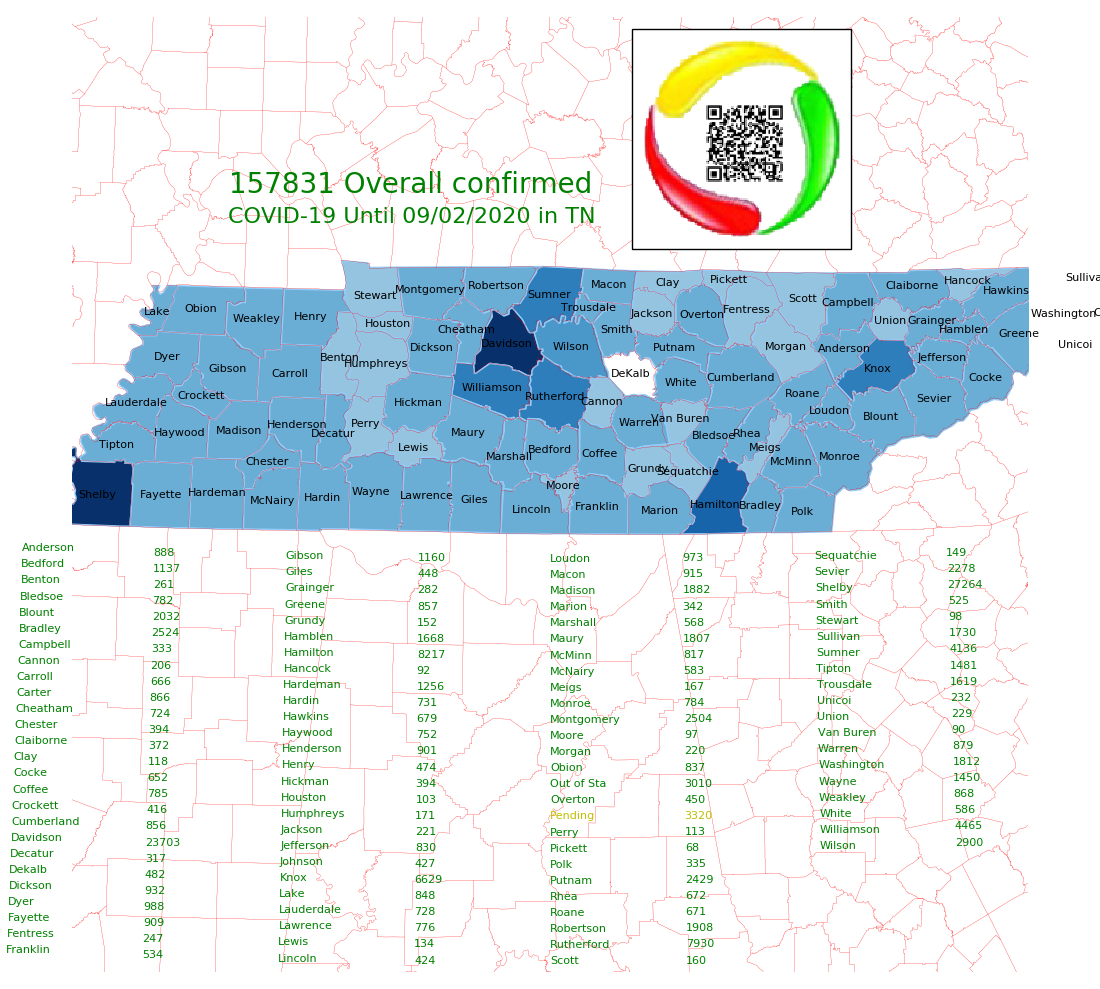 157831 Overall confirmed
COVID-19 Until 09/02/2020 in TN
Lake
Obion
Weakley
Henry
Stewart
Montgomery
Robertson
Sumner
Trousdale
Macon
Clay
Pickett
Scott
Campbell
Claiborne
Hancock
Hawkins
Sulliva
Houston
Cheatham
Davidson
Wilson
Smith
Jackson
Overton
Fentress
Union
Grainger
Hamblen
Greene
Washington
C
Unicoi
Dyer
Gibson
Carroll
Benton
Humphreys
Dickson
Williamson
Rutherford
DeKalb
Putnam
White
Cumberland
Morgan
Anderson
Knox
Jefferson
Cocke
Lauderdale
Crockett
Haywood
Madison
Henderson
Decatur
Perry
Hickman
Lewis
Maury
Marshall
Bedford
Cannon
Coffee
Warren
Van Buren
Bledsoe
Rhea
Meigs
Roane
Loudon
Blount
Sevier
Monroe
McMinn
Tipton
Shelby
Fayette
Hardeman
Chester
McNairy
Hardin
Wayne
Lawrence
Giles
Lincoln
Moore
Franklin
Grundy
Sequatchie
Marion
Hamilton
Bradley
Polk
Anderson 888
Bedford 1137
Benton 261
Bledsoe 782
Blount 2032
Bradley 2524
Campbell 333
Cannon 206
Carroll 666
Carter 866
Cheatham 724
Chester 394
Claiborne 372
Clay 118
Cocke 652
Coffee 785
Crockett 416
Cumberland 856
Davidson 23703
Decatur 317
Dekalb 482
Dickson 932
Dyer 988
Fayette 909
Fentress 247
Franklin 534
Gibson 1160
Giles 448
Grainger 282
Greene 857
Grundy 152
Hamblen 1668
Hamilton 8217
Hancock 92
Hardeman 1256
Hardin 731
Hawkins 679
Haywood 752
Henderson 901
Henry 474
Hickman 394
Houston 103
Humphreys 171
Jackson 221
Jefferson 830
Johnson 427
Knox 6629
Lake 848
Lauderdale 728
Lawrence 776
Lewis 134
Lincoln 424
Loudon 973
Macon 915
Madison 1882
Marion 342
Marshall 568
Maury 1807
McMinn 817
McNairy 583
Meigs 167
Monroe 784
Montgomery 2504
Moore 97
Morgan 220
Obion 837
Out of Sta 3010
Overton 450
Pending 3320
Perry 113
Pickett 68
Polk 335
Putnam 2429
Rhea 672
Roane 671
Robertson 1908
Rutherford 7930
Scott 160
Sequatchie 149
Sevier 2278
Shelby 27264
Smith 525
Stewart 98
Sullivan 1730
Sumner 4136
Tipton 1481
Trousdale 1619
Unicoi 232
Union 229
Van Buren 90
Warren 879
Washington 1812
Wayne 1450
Weakley 868
White 586
Williamson 4465
Wilson 2900